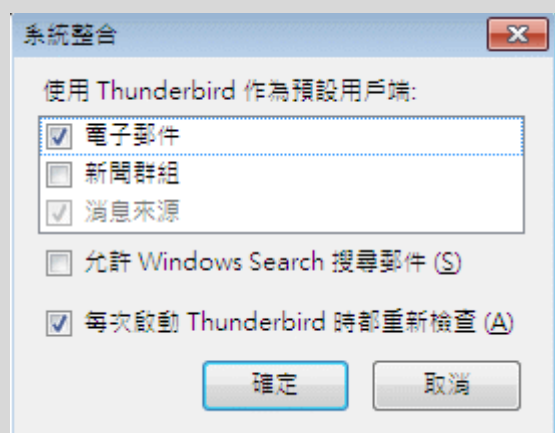 系統整合
使用 Thunderbird 作為預設用戶端:
電子郵件
新聞群組
消息來源
允許 Windows Search 搜尋郵件 (S)
每次啟動 Thunderbird 時都重新檢查 (A)
確定
取消